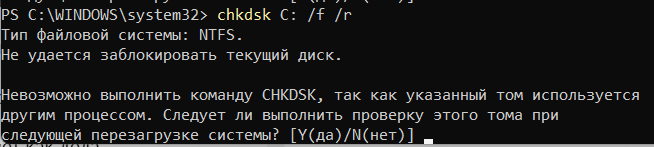 PS C:\WINDOWS\system32> chkdsk C: /f /r
Тип файловой системы: NTFS.
Не удается заблокировать текущий диск.
Невозможно выполнить команду CHKDSK, так как указанный том используется
другим процессом. Следует ли выполнить проверку этого тома при
следующей перезагрузке системы? [Y(да)/N(нет)]